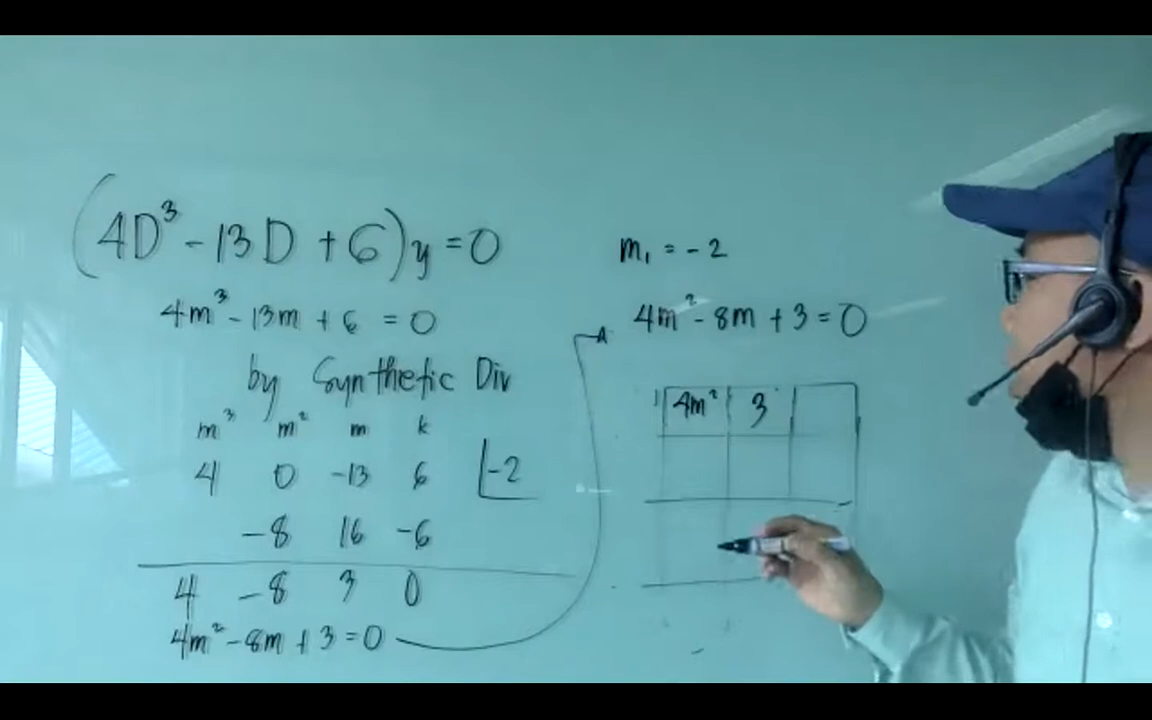 (4D³ - 13D + 6)y = 0
4m³ - 13m + 6 = 0
by Synthetic Div
m³ m² m k
4 0 -13 6 |-2
-8 16 -6
4 -8 3 0
4m² - 8m + 3 = 0
m₁ = -2
4m² - 8m + 3 = 0
4m² 3